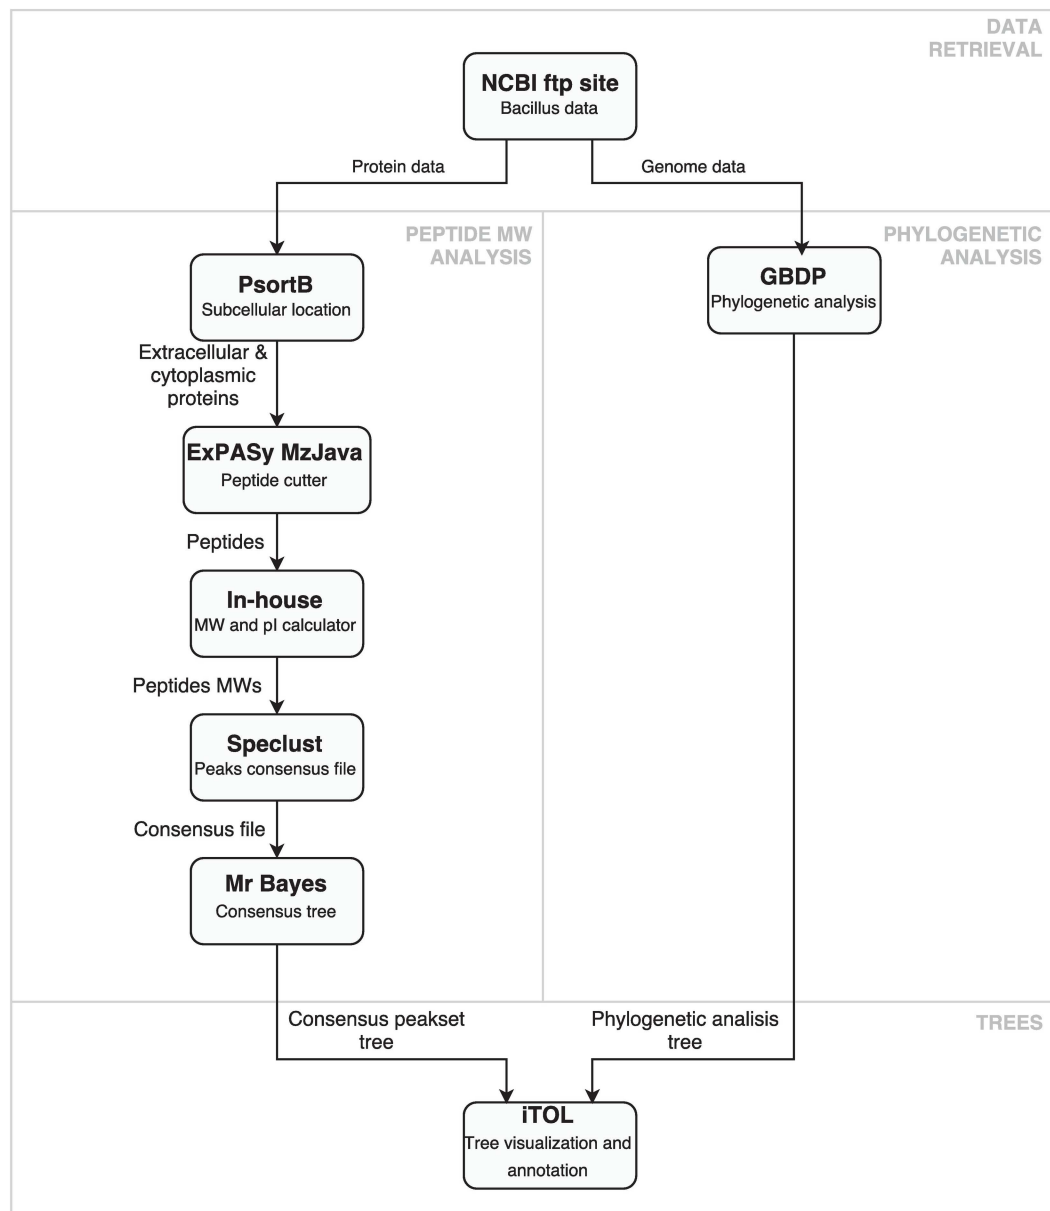 DATA
RETRIEVAL
NCBI ftp site
Bacillus data
Protein data
Genome data
PEPTIDE MW
ANALYSIS
PHYLOGENETIC
ANALYSIS
PsortB
Subcellular location
GBDP
Phylogenetic analysis
Extracellular &
cytoplasmic
proteins
ExPASy MzJava
Peptide cutter
Peptides
In-house
MW and pI calculator
Peptides MWs
Speclust
Peaks consensus file
Consensus file
Mr Bayes
Consensus tree
Consensus peakset
tree
Phylogenetic analisis
tree
TREES
iTOL
Tree visualization and
annotation